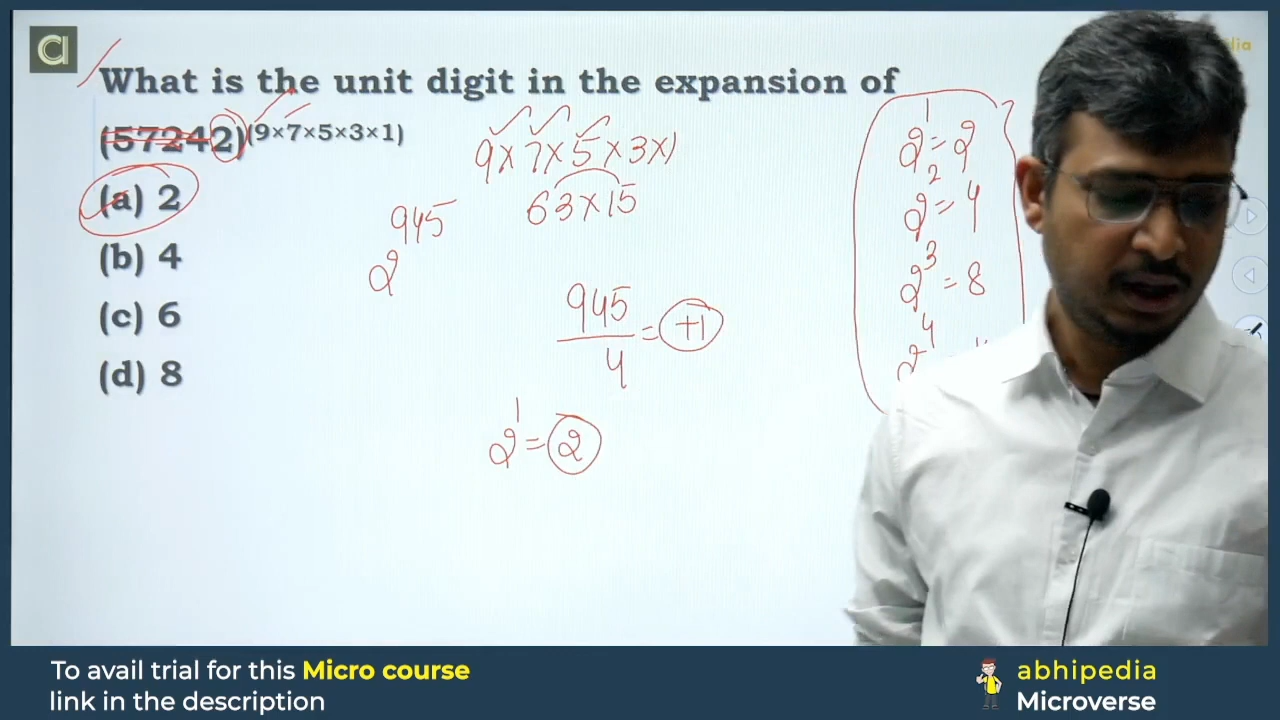 CI
What is the unit digit in the expansion of
(57242)(9×7×5×3×1)
(a) 2
(b) 4
(c) 6
(d) 8
9×7×5×3×1
63×15
2^945
945/4 = +1
2^1 = 2
2^1 = 2
2^2 = 4
2^3 = 8
2^4
To avail trial for this Micro course
link in the description
abhipedia
Microverse